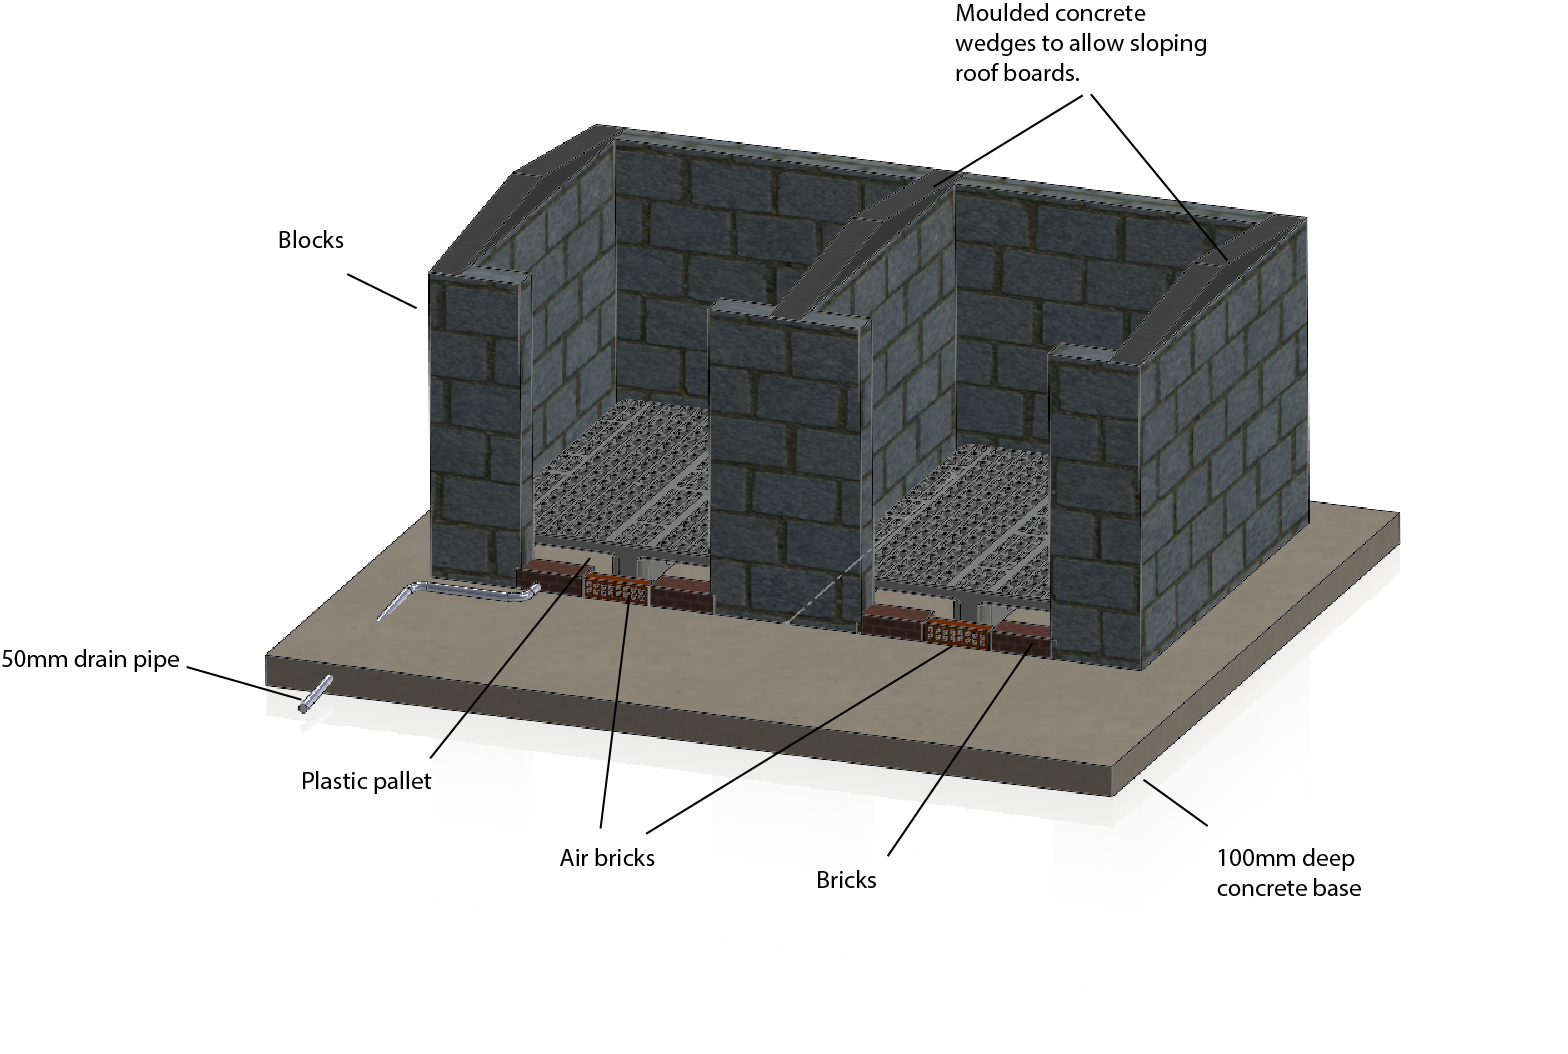 Moulded concrete
wedges to allow sloping
roof boards.
Blocks
50mm drain pipe
Plastic pallet
Air bricks
Bricks
100mm deep
concrete base